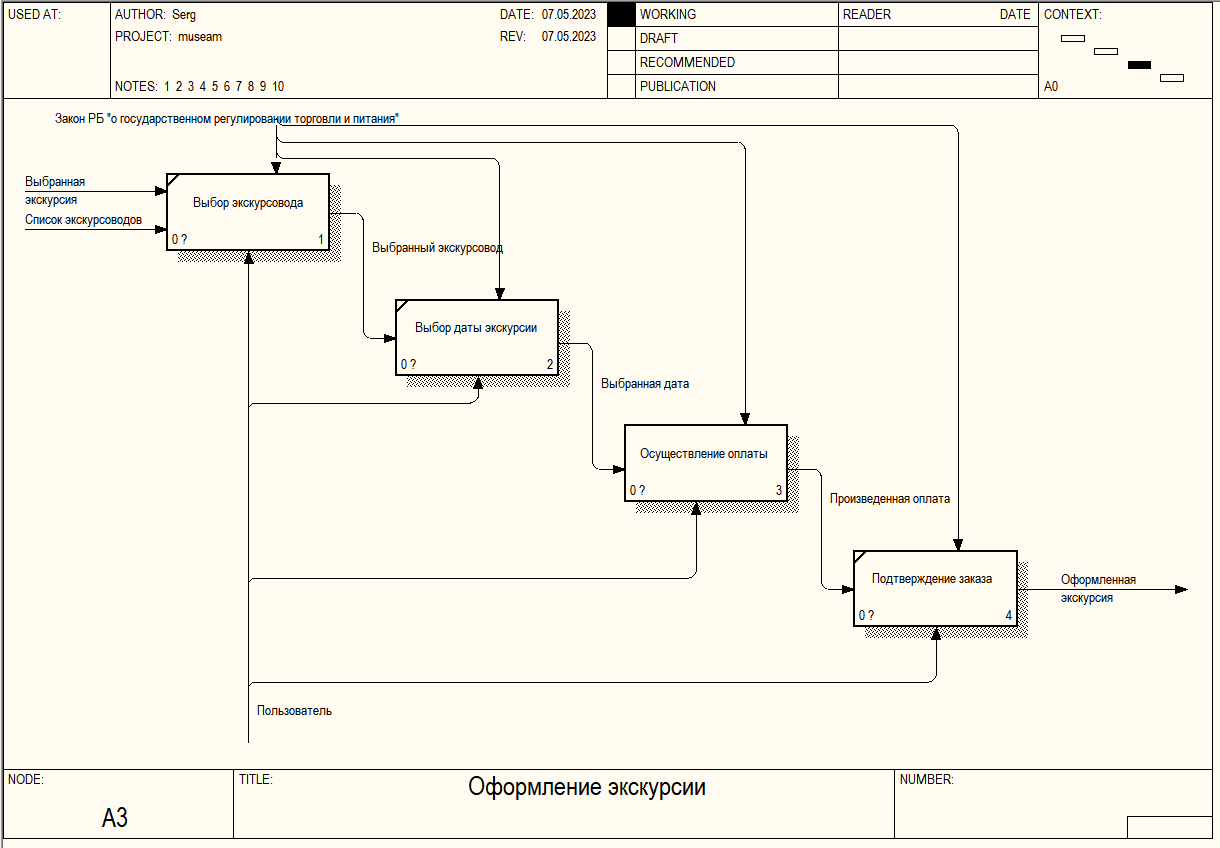 USED AT:
AUTHOR: Serg
DATE: 07.05.2023
WORKING
READER
DATE
CONTEXT:
PROJECT: museam
REV: 07.05.2023
DRAFT
RECOMMENDED
NOTES: 1 2 3 4 5 6 7 8 9 10
PUBLICATION
A0
Закон РБ "о государственном регулировании торговли и питания"
Выбранная
экскурсия
Список экскурсоводов
Выбор экскурсовода
0 ?
1
Выбранный экскурсовод
Выбор даты экскурсии
0 ?
2
Выбранная дата
Осуществление оплаты
0 ?
3
Произведенная оплата
Подтверждение заказа
0 ?
4
Оформленная
экскурсия
Пользователь
NODE:
TITLE:
Оформление экскурсии
NUMBER:
A3